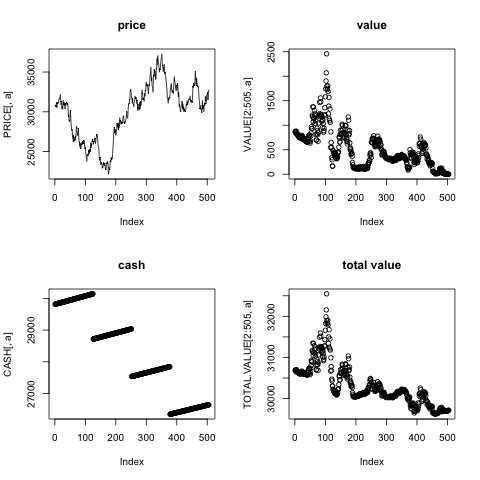 price
PRICE[, a]
25000 30000 35000
0 100 200 300 400 500
Index
value
VALUE[2:505, a]
0 500 1500 2500
0 100 200 300 400 500
Index
cash
CASH[, a]
27000 29000
0 100 200 300 400 500
Index
total value
TOTAL.VALUE[2:505, a]
30000 31000 32000
0 100 200 300 400 500
Index